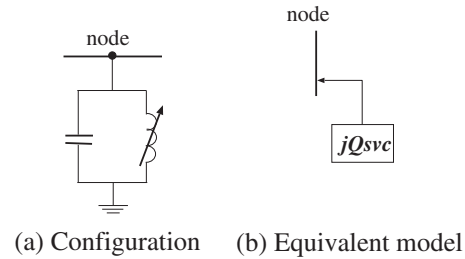 node
node
jQsvc
(a) Configuration
(b) Equivalent model